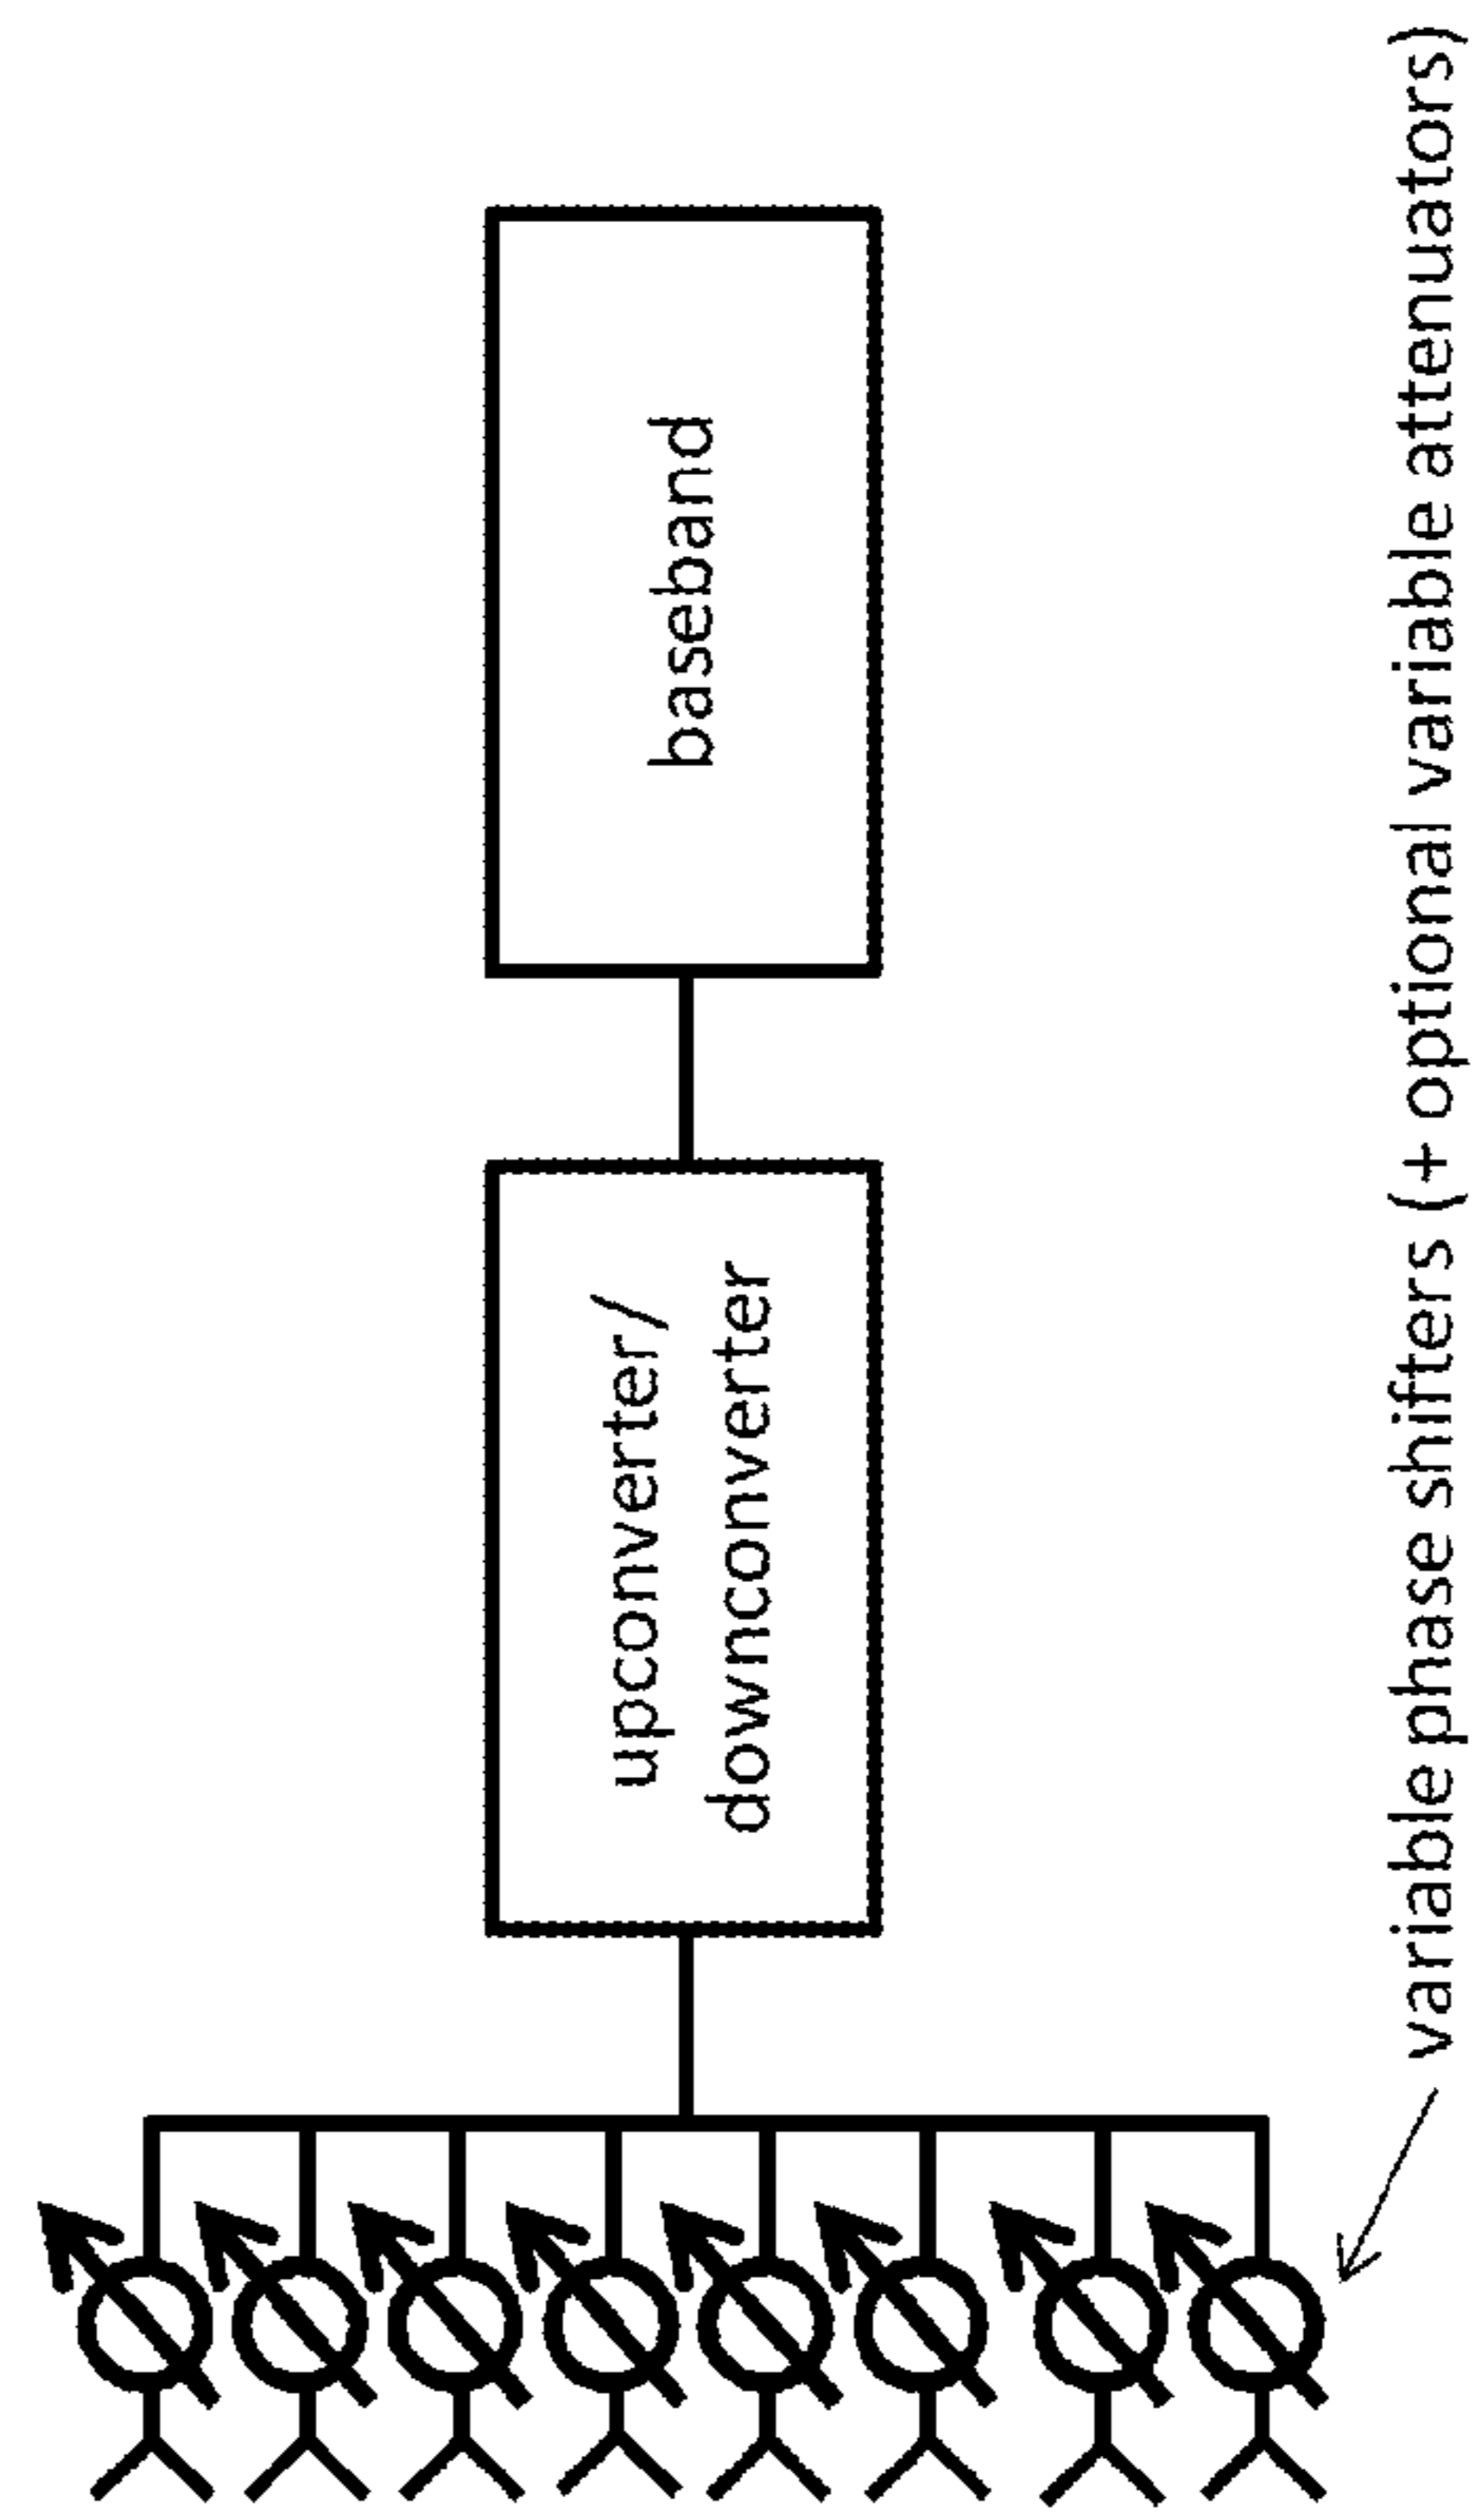 upconverter/
downconverter
baseband
variable phase shifters (+ optional variable attenuators)